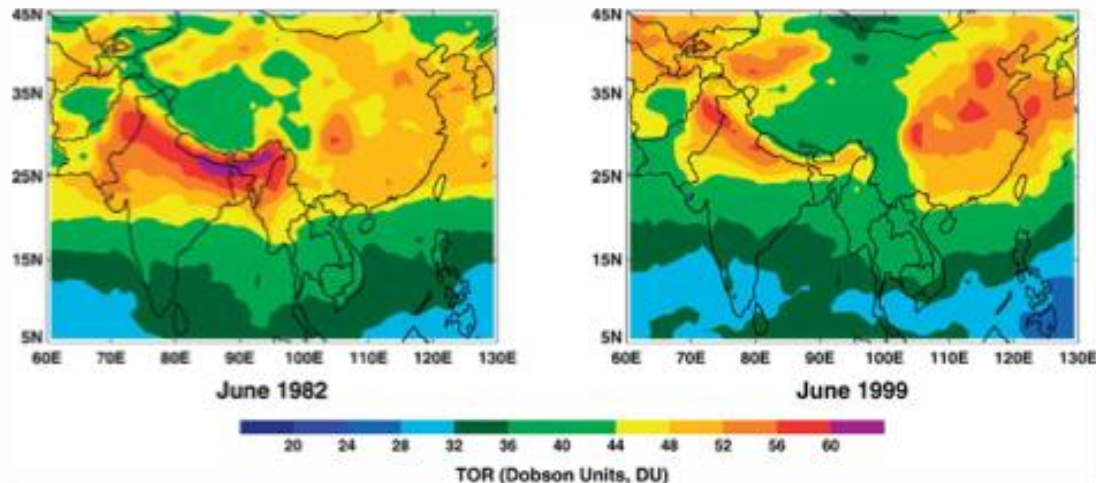 45N 45N
35N 35N
25N 25N
15N 15N
5N 5N
60E 70E 80E 90E 100E 110E 120E 130E 60E 70E 80E 90E 100E 110E 120E 130E
June 1982 June 1999
20 24 28 32 36 40 44 48 52 56 60
TOR (Dobson Units, DU)